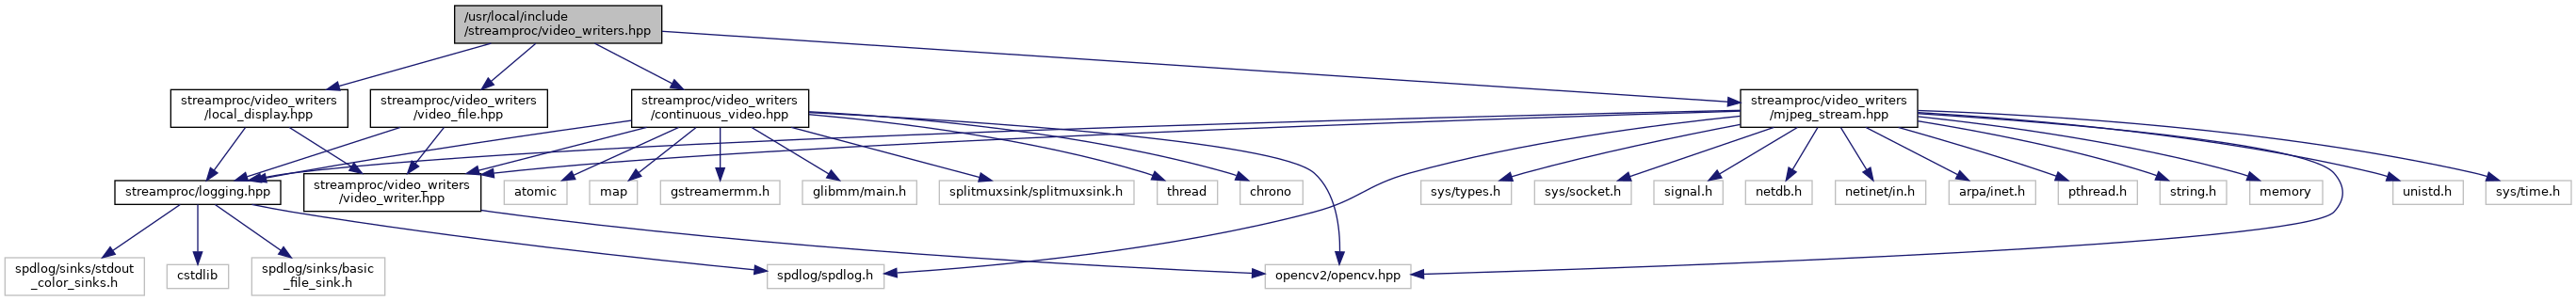 /usr/local/include
/streamproc/video_writers.hpp
streamproc/video_writers
/local_display.hpp
streamproc/video_writers
/video_file.hpp
streamproc/video_writers
/continuous_video.hpp
streamproc/video_writers
/mjpeg_stream.hpp
streamproc/logging.hpp
streamproc/video_writers
/video_writer.hpp
atomic
map
gstreamermm.h
glibmm/main.h
splitmuxsink/splitmuxsink.h
thread
chrono
sys/types.h
sys/socket.h
signal.h
netdb.h
netinet/in.h
arpa/inet.h
pthread.h
string.h
memory
unistd.h
sys/time.h
spdlog/sinks/stdout
_color_sinks.h
cstdlib
spdlog/sinks/basic
_file_sink.h
spdlog/spdlog.h
opencv2/opencv.hpp